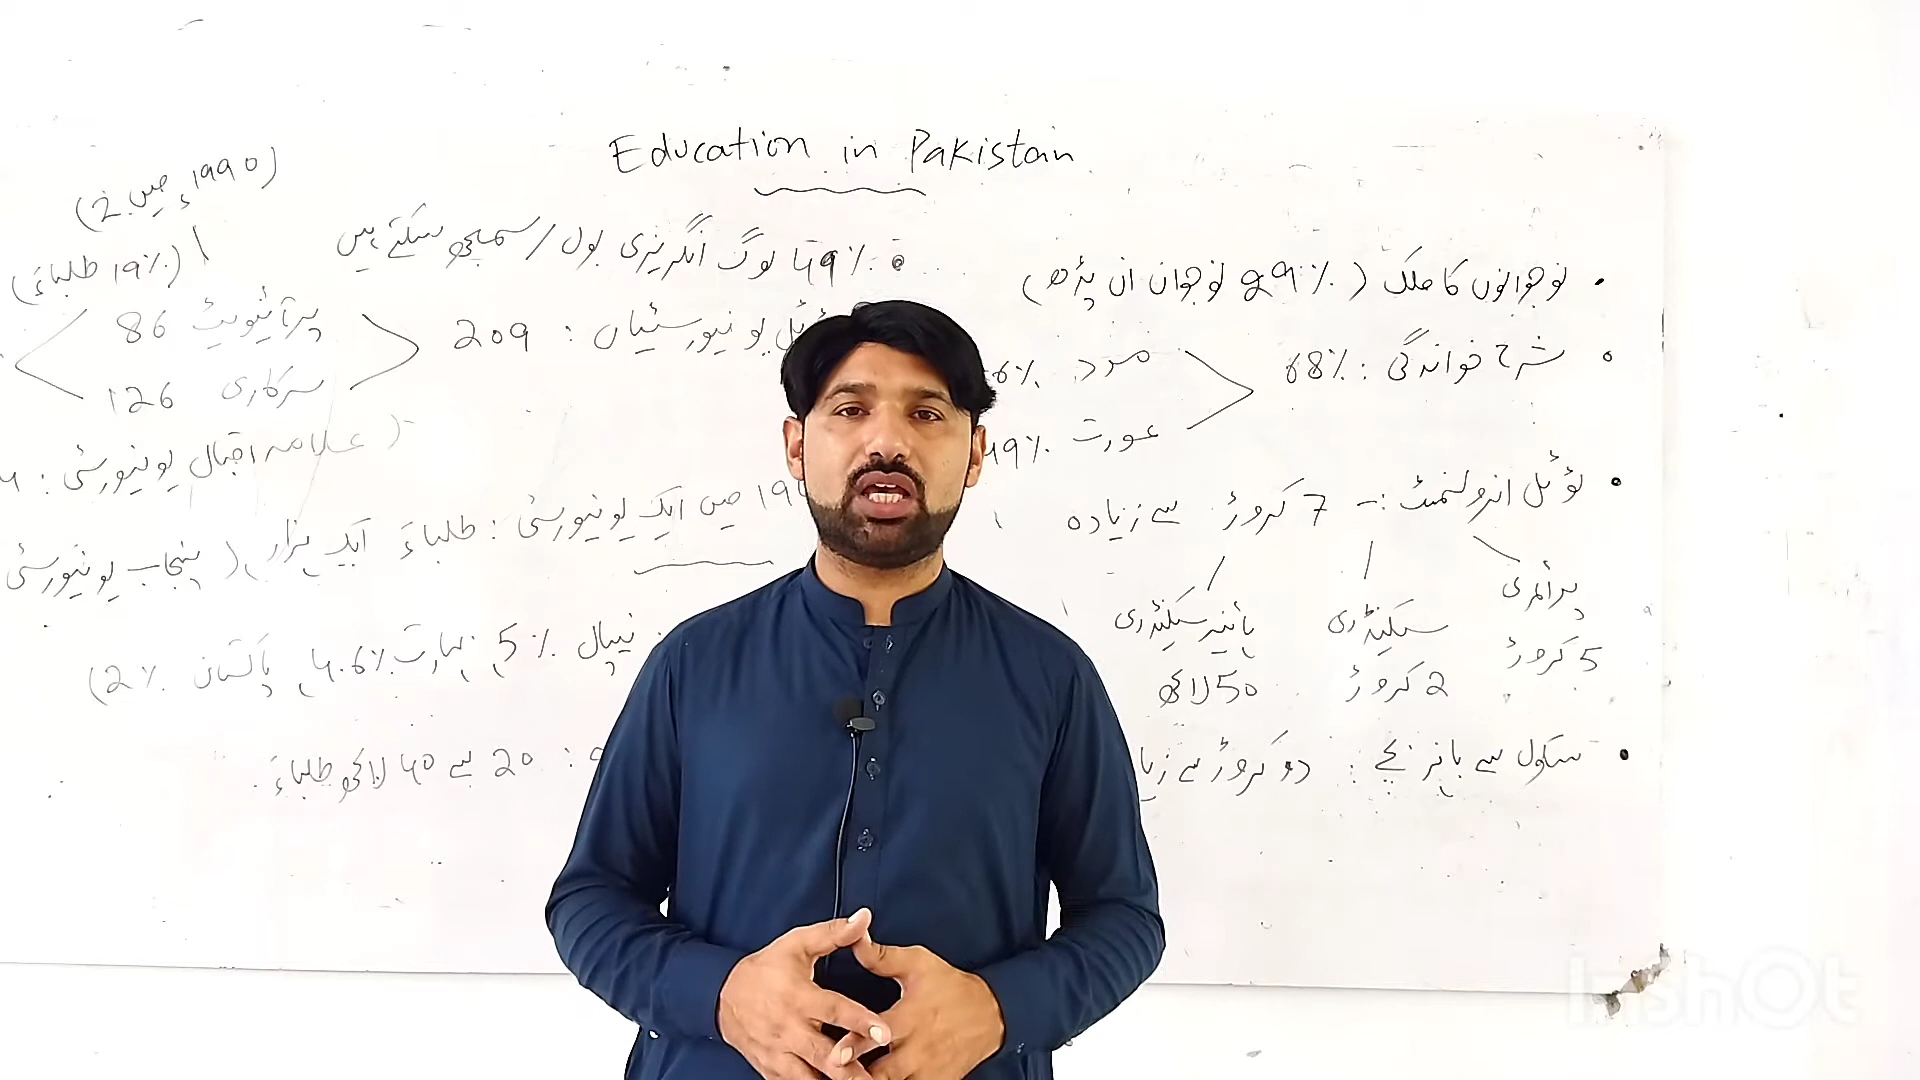 Education in Pakistan
• نوجوانوں کا ملک (29% نوجوان ان پڑھ)
• شرح خواندگی: 68%
مرد
عورت 49%
• ٹوٹل انرولنمنٹ :- 7 کروڑ سے زیادہ
پرائمری
5 کروڑ
سیکنڈری
2 کروڑ
ہائیر سیکنڈری
50 لاکھ
• سکول سے باہر بچے : دو کروڑ سے
• 49% لوگ انگریزی بول/سمجھ سکتے ہیں
یونیورسٹیاں : 209
پرائیویٹ 86
سرکاری 126
(19% طلباء)
(1990ء میں 2)
(علامہ اقبال یونیورسٹی :
میں ایک یونیورسٹی : طلباء ایک ہزار (پنجاب یونیورسٹی
نیپال 5%، بھارت 4.6%، پاکستان 2%)
: 20 سے 40 لاکھ طلباء
InshOt